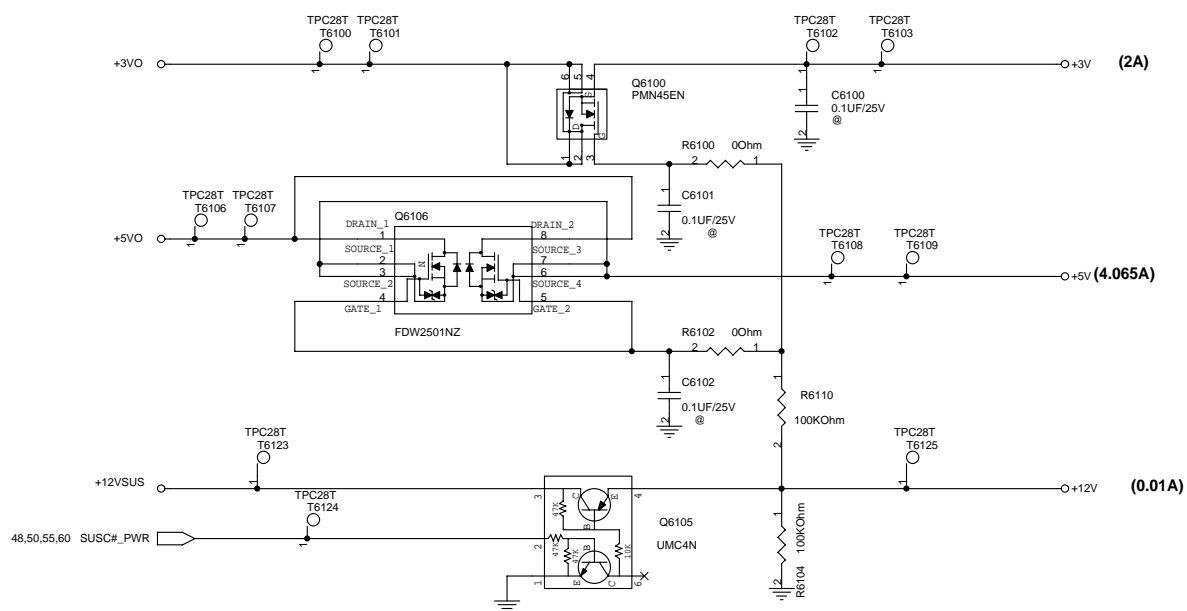 TPC28T TPC28T
T6100 T6101
TPC28T TPC28T
T6102 T6103
1 1
1 1
+3VO
+3V (2A)
6 5 4
S
D
G
1 2 3
Q6100
PMN45EN
1
C6100
0.1UF/25V
@
2
R6100 0Ohm
2 1
1
C6101
0.1UF/25V
@
2
TPC28T TPC28T
T6106 T6107
1 1
+5VO
Q6106
DRAIN_1 DRAIN_2
1 8
SOURCE_1 SOURCE_3
2 7
3 6
SOURCE_2 SOURCE_4
4 5
GATE_1 GATE_2
N
FDW2501NZ
TPC28T TPC28T
T6108 T6109
1 1
+5V (4.065A)
R6102 0Ohm
2 1
1
C6102
0.1UF/25V
@
2
1
R6110
100KOhm
2
TPC28T
T6123
1
TPC28T
T6125
1
+12VSUS
+12V (0.01A)
TPC28T
T6124
1
48,50,55,60 SUSC#_PWR
3 C E 4
47K
B
2 47K 47K B 10K
1 E C 6
Q6105
UMC4N
1
100KOhm
R6104
2